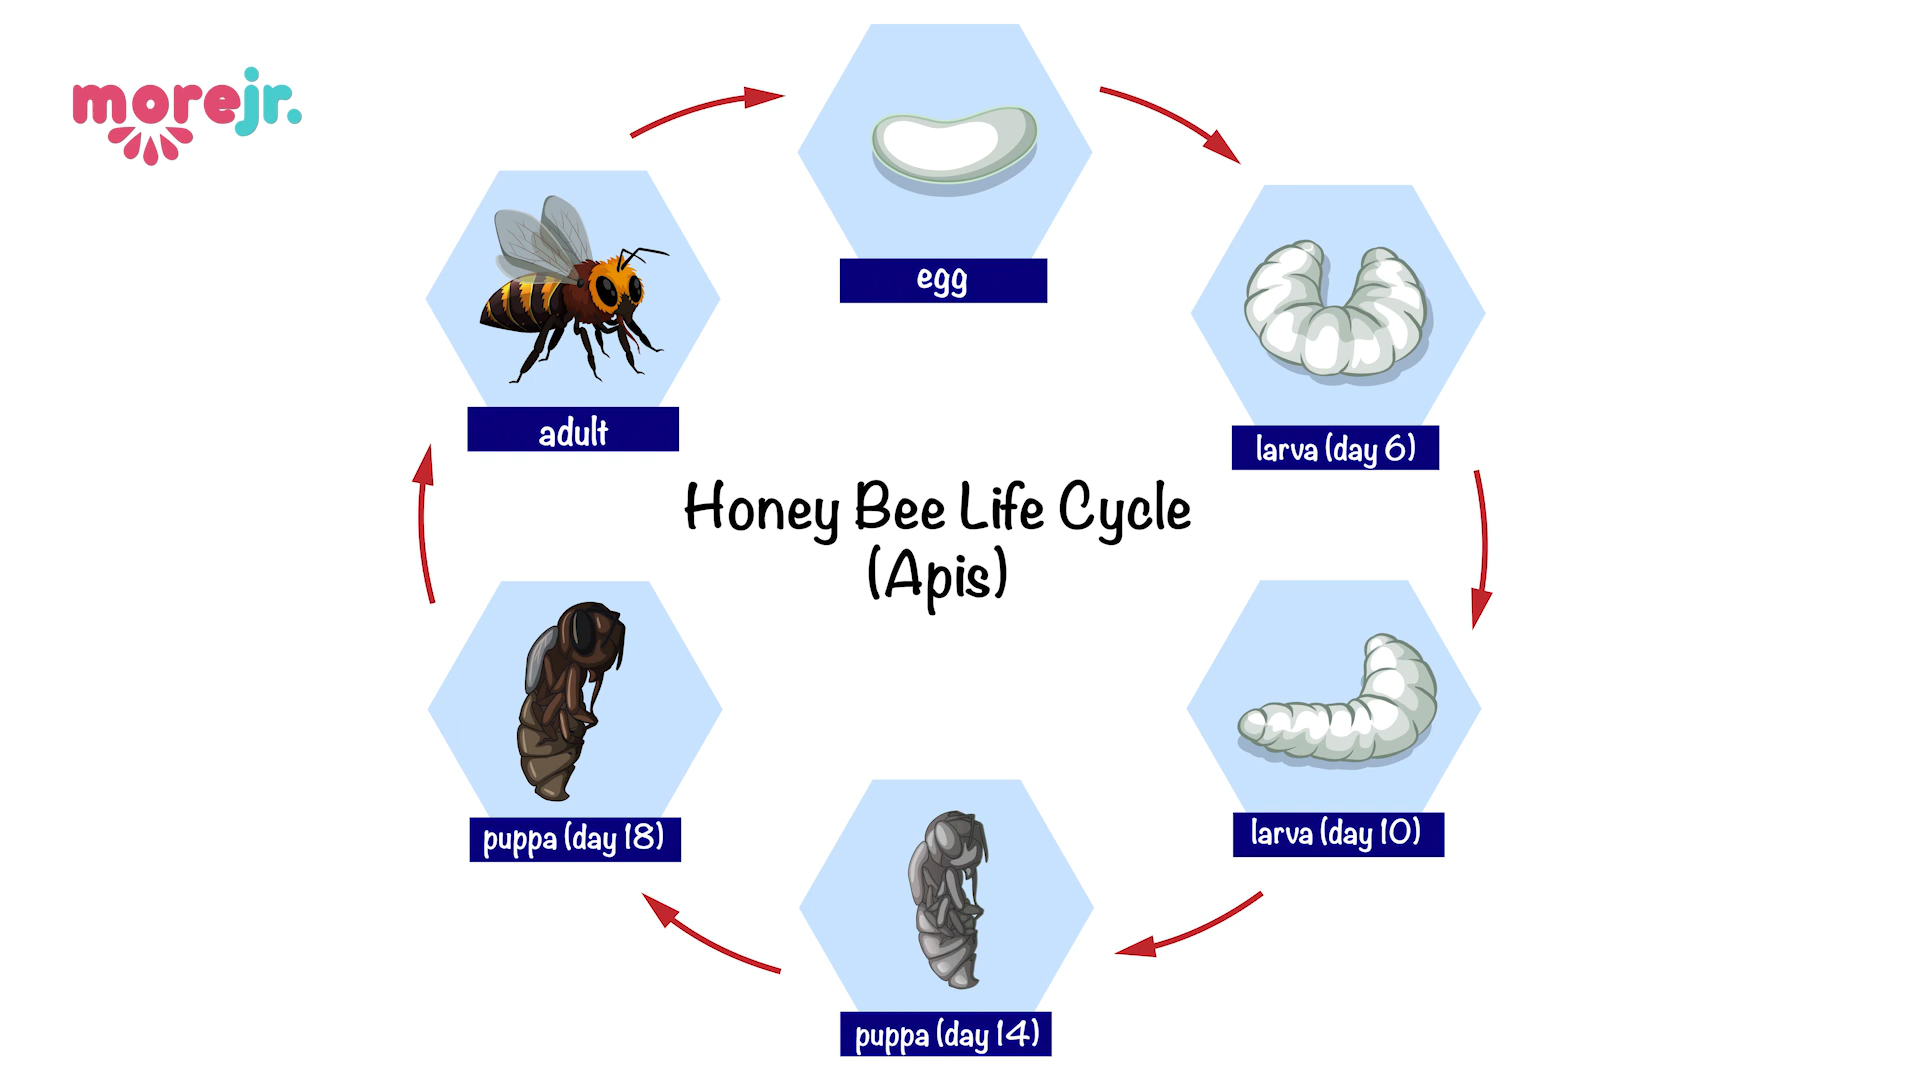 morejr.
egg
adult
larva (day 6)
Honey Bee Life Cycle
(Apis)
puppa (day 18)
larva (day 10)
puppa (day 14)